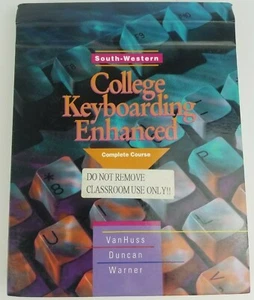 South-Western
College
Keyboarding
Enhanced
Complete Course
DO NOT REMOVE
CLASSROOM USE ONLY!!
VanHuss
Duncan
Warner